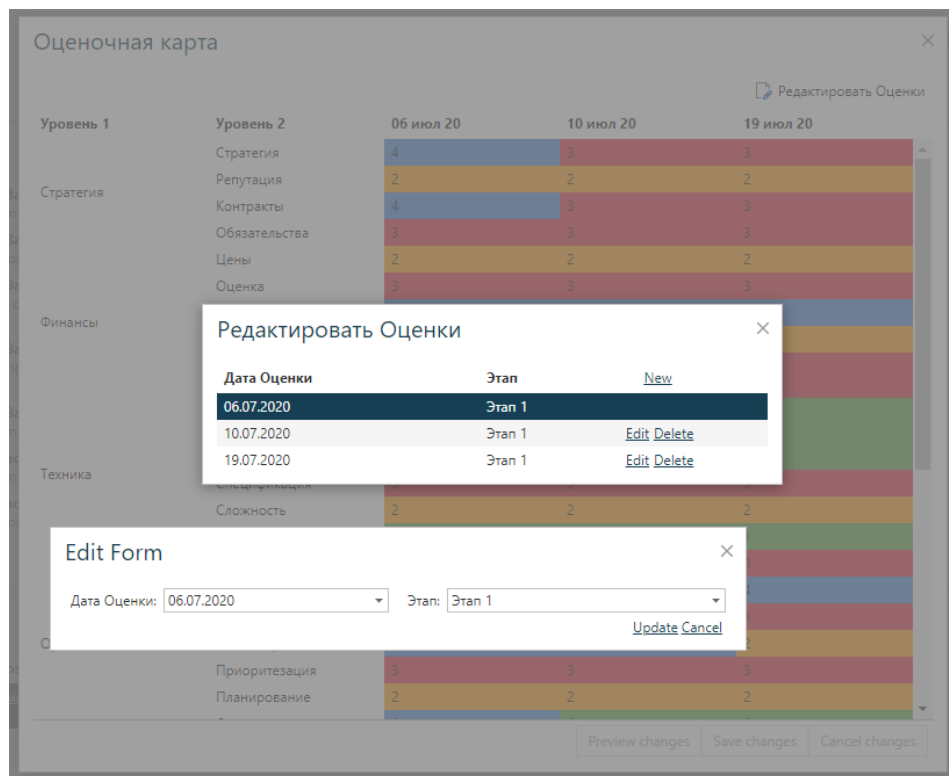 Оценочная карта
Редактировать Оценки
Уровень 1 Уровень 2 06 июл 20 10 июл 20 19 июл 20
Стратегия 4 3 3
Репутация 2 2 2
Стратегия
Контракты 4 3 3
Обязательства 3 3 3
Цены 2 2 2
Оценка 3 3 3
Финансы
Редактировать Оценки
Дата Оценки Этап New
06.07.2020 Этап 1
10.07.2020 Этап 1 Edit Delete
19.07.2020 Этап 1 Edit Delete
Техника
Спецификация
Сложность 2 2 2
Edit Form
Дата Оценки: 06.07.2020 Этап: Этап 1
Update Cancel
Приоритезация 3 3 3
Планирование 2 2 2
Preview changes Save changes Cancel changes